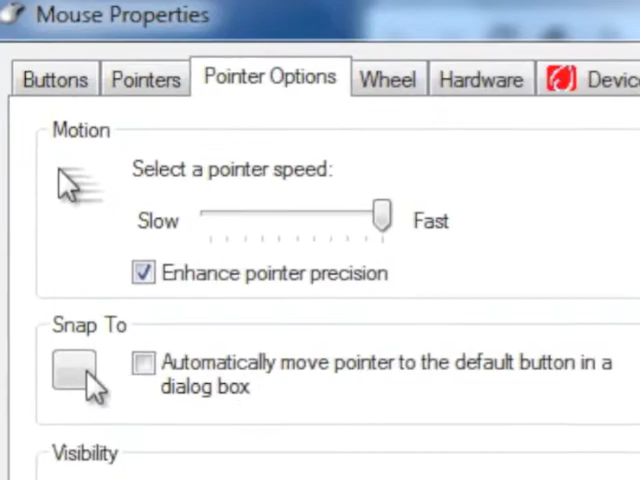 Mouse Properties
Buttons Pointers Pointer Options Wheel Hardware
Motion
Select a pointer speed:
Slow Fast
Enhance pointer precision
Snap To
Automatically move pointer to the default button in a
dialog box
Visibility